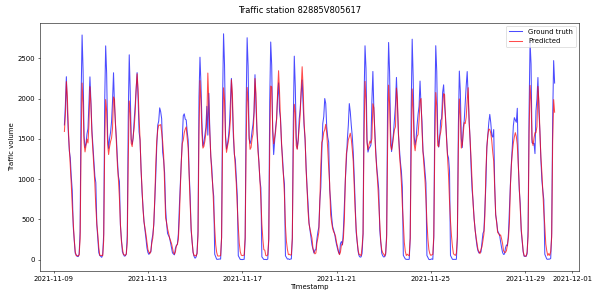 Traffic station 82885V805617
Ground truth
Predicted
Traffic volume
2500
2000
1500
1000
500
0
2021-11-09
2021-11-13
2021-11-17
2021-11-21
2021-11-25
2021-11-29
2021-12-01
Timestamp